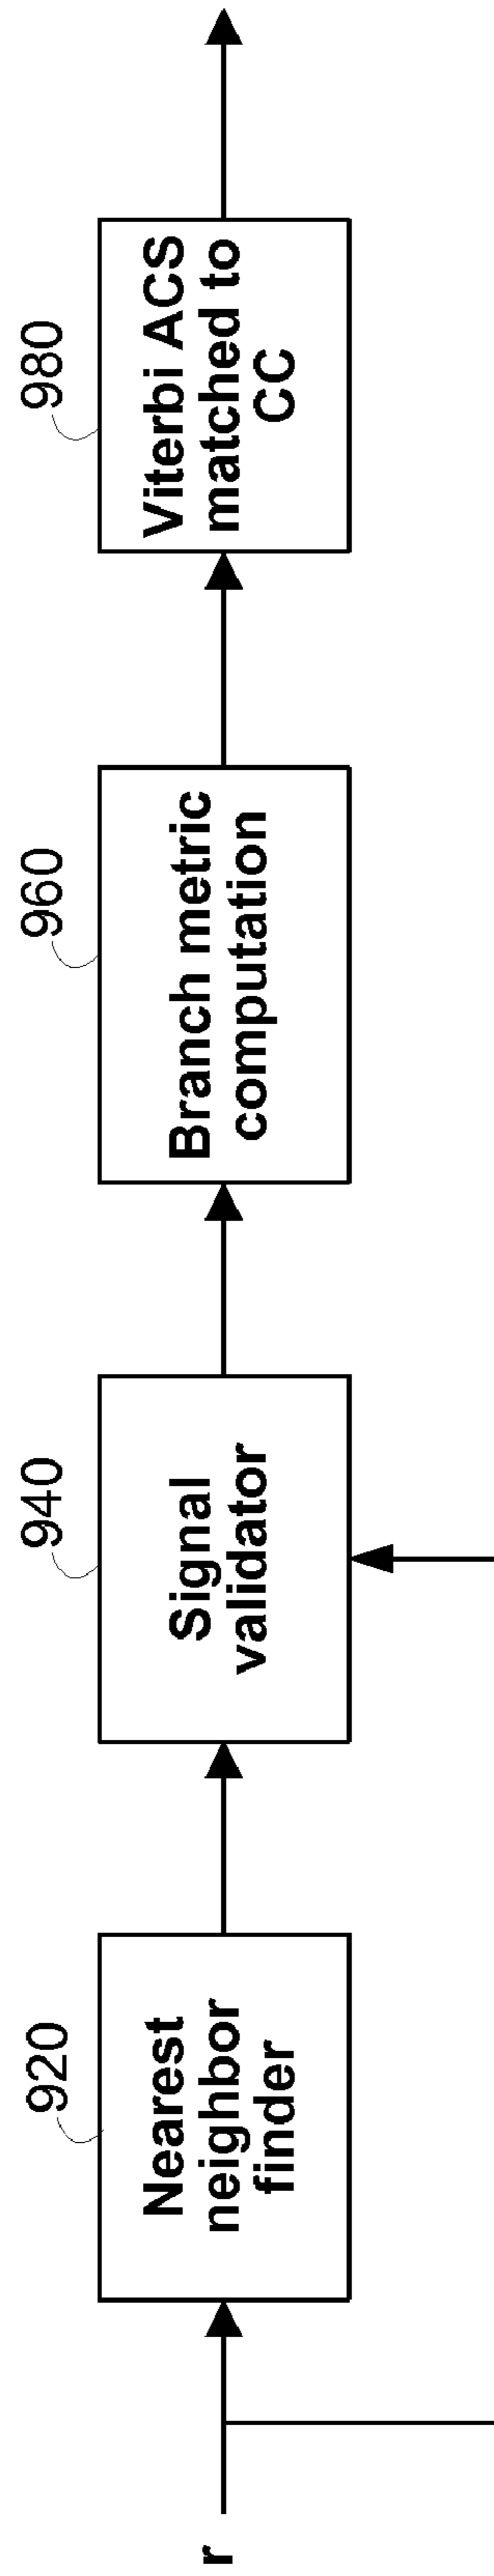 r
920
Nearest
neighbor
finder
940
Signal
validator
960
Branch metric
computation
980
Viterbi ACS
matched to
CC